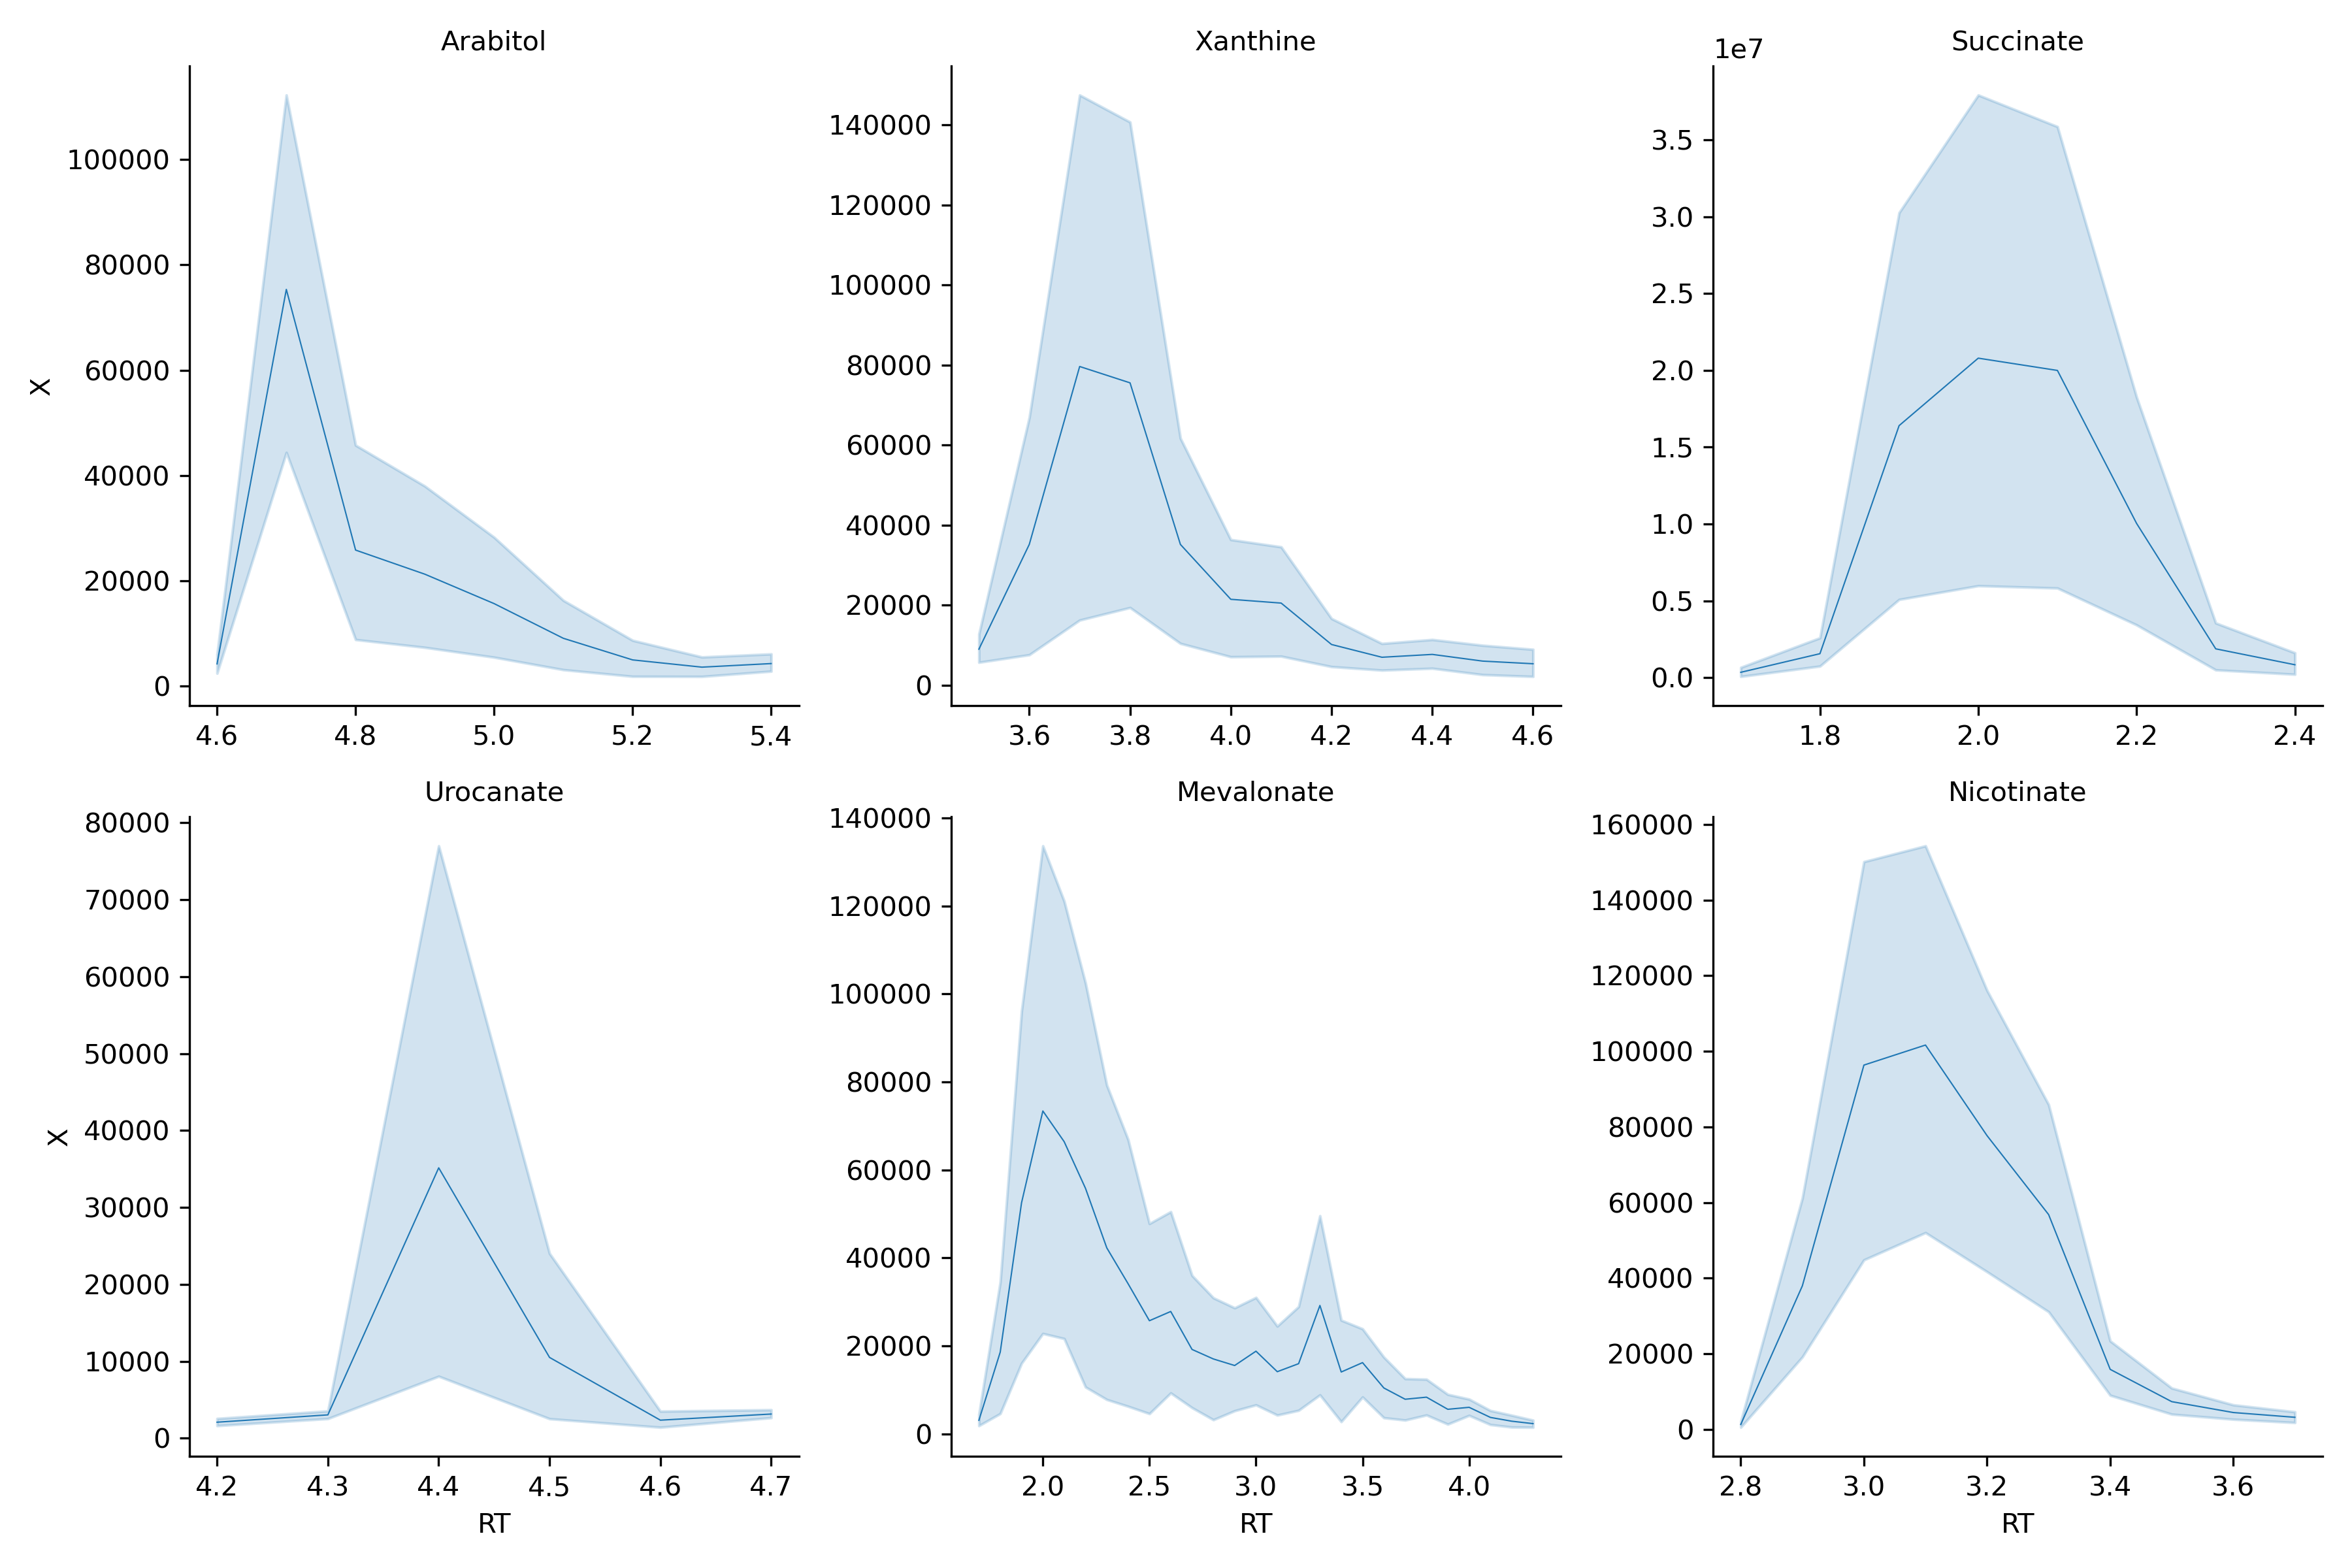 Arabitol
X
100000
80000
60000
40000
20000
0
4.6 4.8 5.0 5.2 5.4
Xanthine
140000
120000
100000
80000
60000
40000
20000
0
3.6 3.8 4.0 4.2 4.4 4.6
Succinate
1e7
3.5
3.0
2.5
2.0
1.5
1.0
0.5
0.0
1.8 2.0 2.2 2.4
Urocanate
X
80000
70000
60000
50000
40000
30000
20000
10000
0
4.2 4.3 4.4 4.5 4.6 4.7
RT
Mevalonate
140000
120000
100000
80000
60000
40000
20000
0
2.0 2.5 3.0 3.5 4.0
RT
Nicotinate
160000
140000
120000
100000
80000
60000
40000
20000
0
2.8 3.0 3.2 3.4 3.6
RT